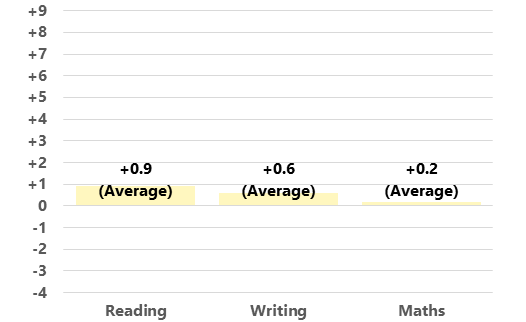 +9
+8
+7
+6
+5
+4
+3
+2
+1
0
-1
-2
-3
-4
+0.9
(Average)
+0.6
(Average)
+0.2
(Average)
Reading
Writing
Maths